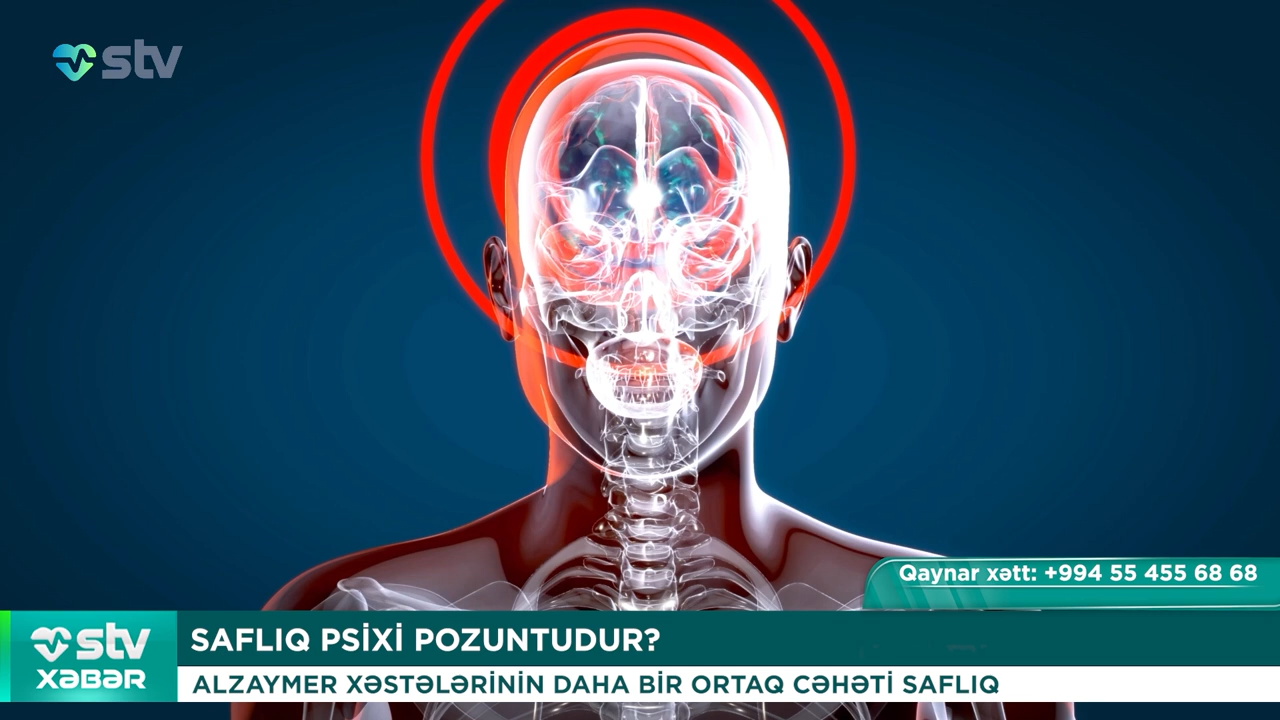 stv
Qaynar xətt: +994 55 455 68 68
stv
XƏBƏR
SAFLIQ PSİXİ POZUNTUDUR?
ALZAYMER XƏSTƏLƏRİNİN DAHA BİR ORTAQ CƏHƏTİ SAFLIQ